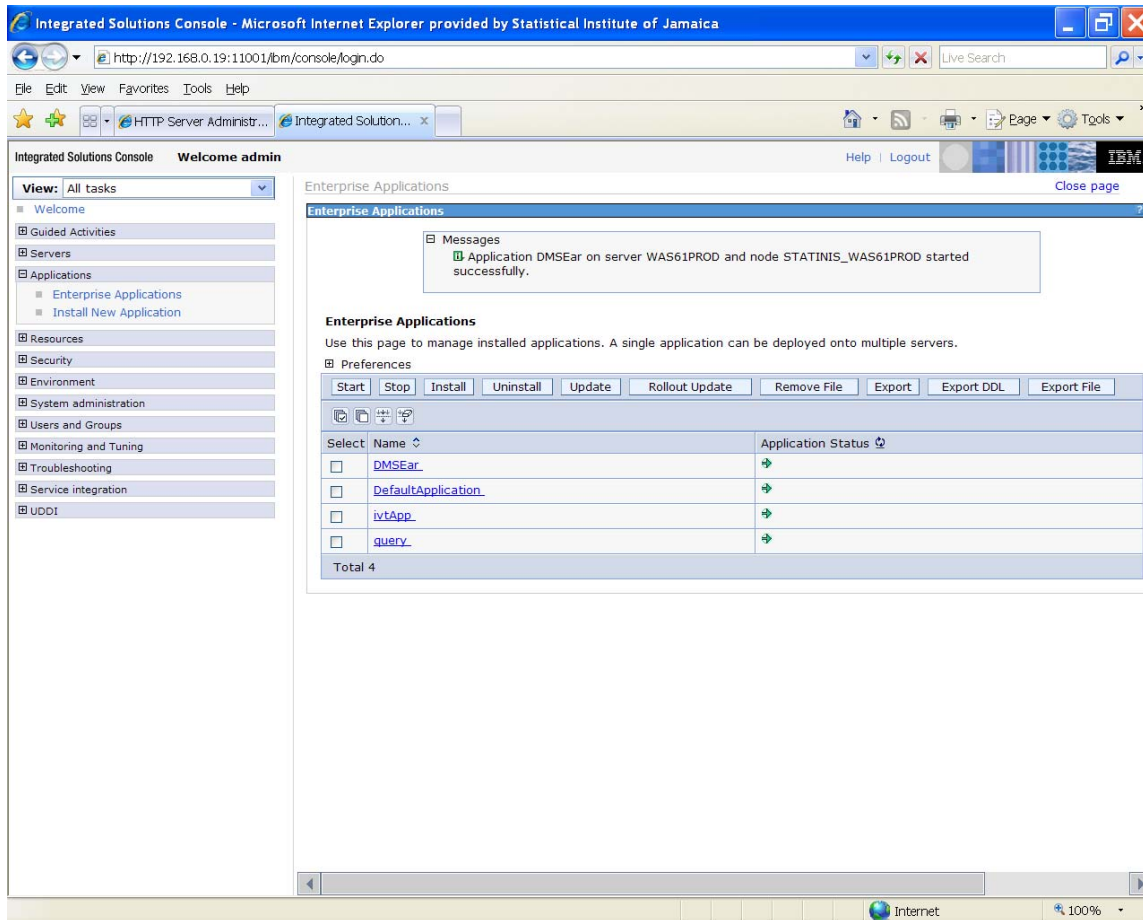 Integrated Solutions Console - Microsoft Internet Explorer provided by Statistical Institute of Jamaica
http://192.168.0.19:11001/ibm/console/login.do
Live Search
File Edit View Favorites Tools Help
HTTP Server Administr... Integrated Solution... Page Tools
Integrated Solutions Console Welcome admin Help | Logout IBM
View: All tasks
Welcome
Guided Activities
Servers
Applications
Enterprise Applications
Install New Application
Resources
Security
Environment
System administration
Users and Groups
Monitoring and Tuning
Troubleshooting
Service integration
UDDI
Enterprise Applications Close page
Enterprise Applications ?
Messages
Application DMSEar on server WAS61PROD and node STATINIS_WAS61PROD started
successfully.
Enterprise Applications
Use this page to manage installed applications. A single application can be deployed onto multiple servers.
Preferences
Start Stop Install Uninstall Update Rollout Update Remove File Export Export DDL Export File
Select Name Application Status
DMSEar
DefaultApplication
ivtApp
query
Total 4
Internet 100%